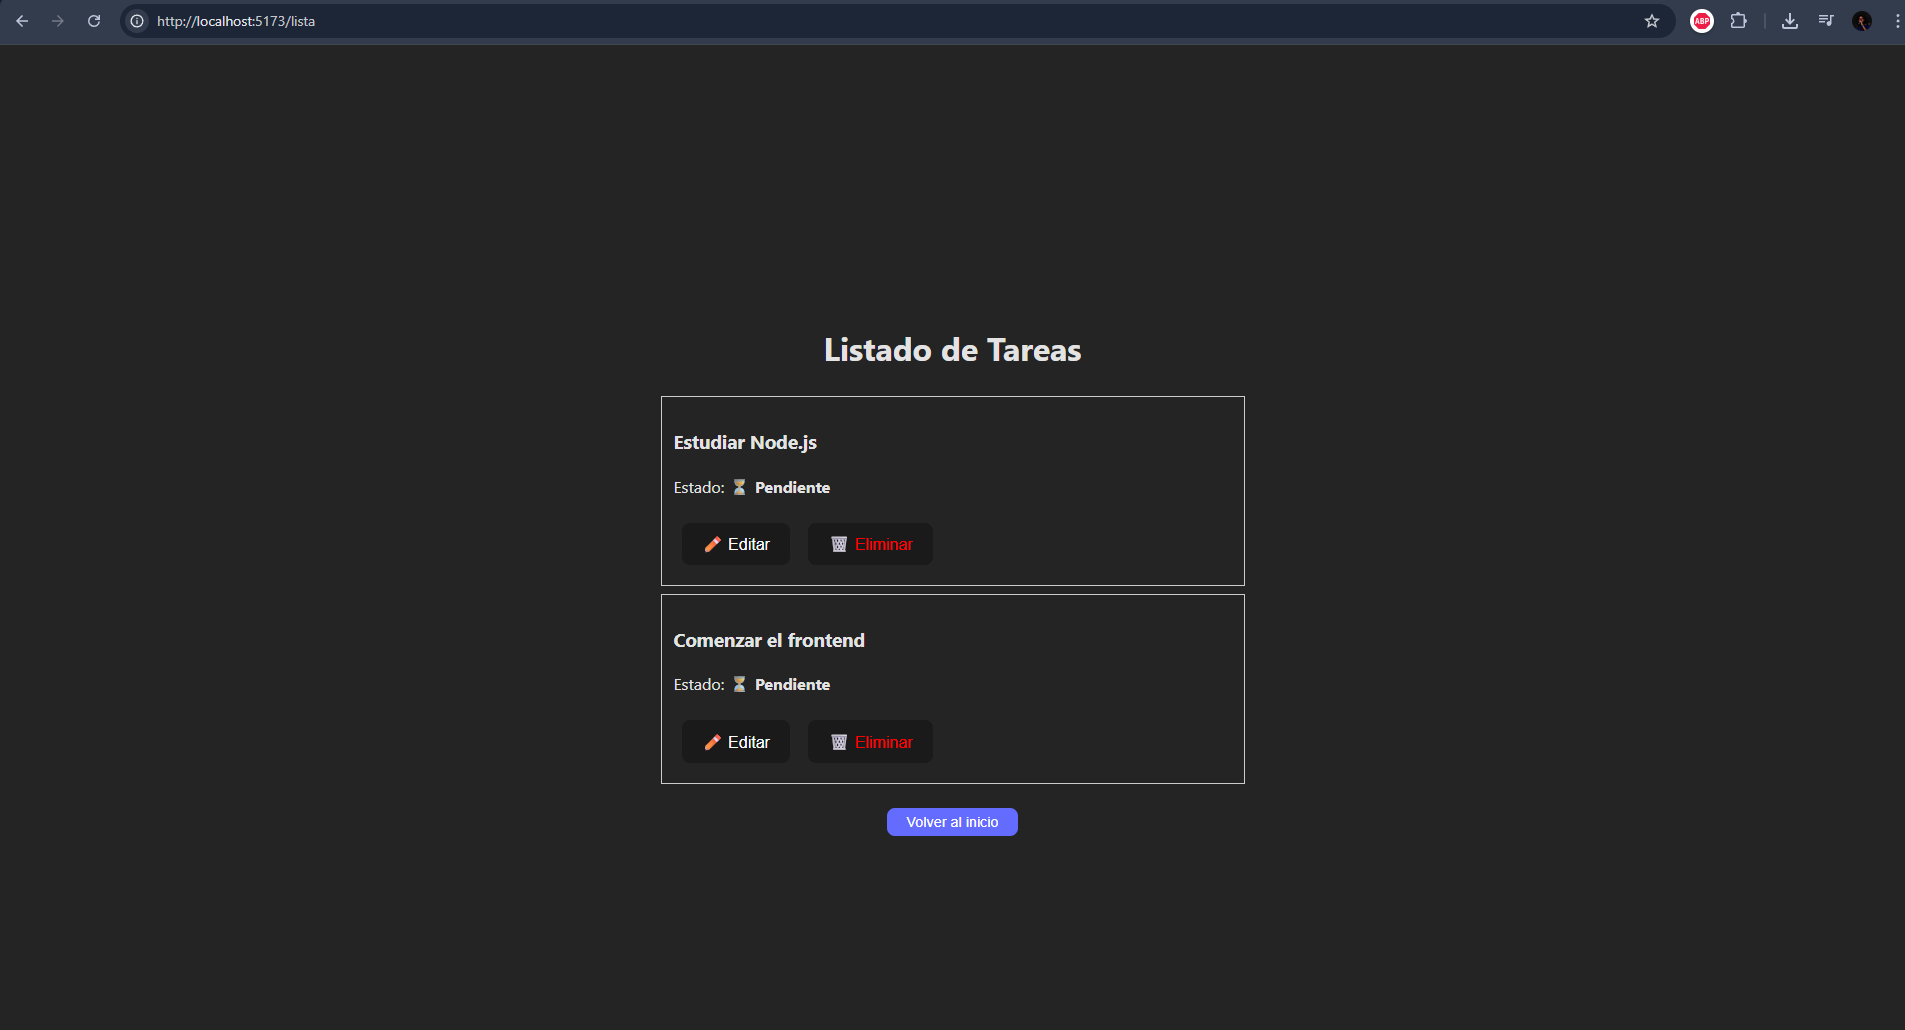 http://localhost:5173/lista
ABP
Listado de Tareas
Estudiar Node.js
Estado: ⏳ Pendiente
✏️ Editar
🗑️ Eliminar
Comenzar el frontend
Estado: ⏳ Pendiente
✏️ Editar
🗑️ Eliminar
Volver al inicio